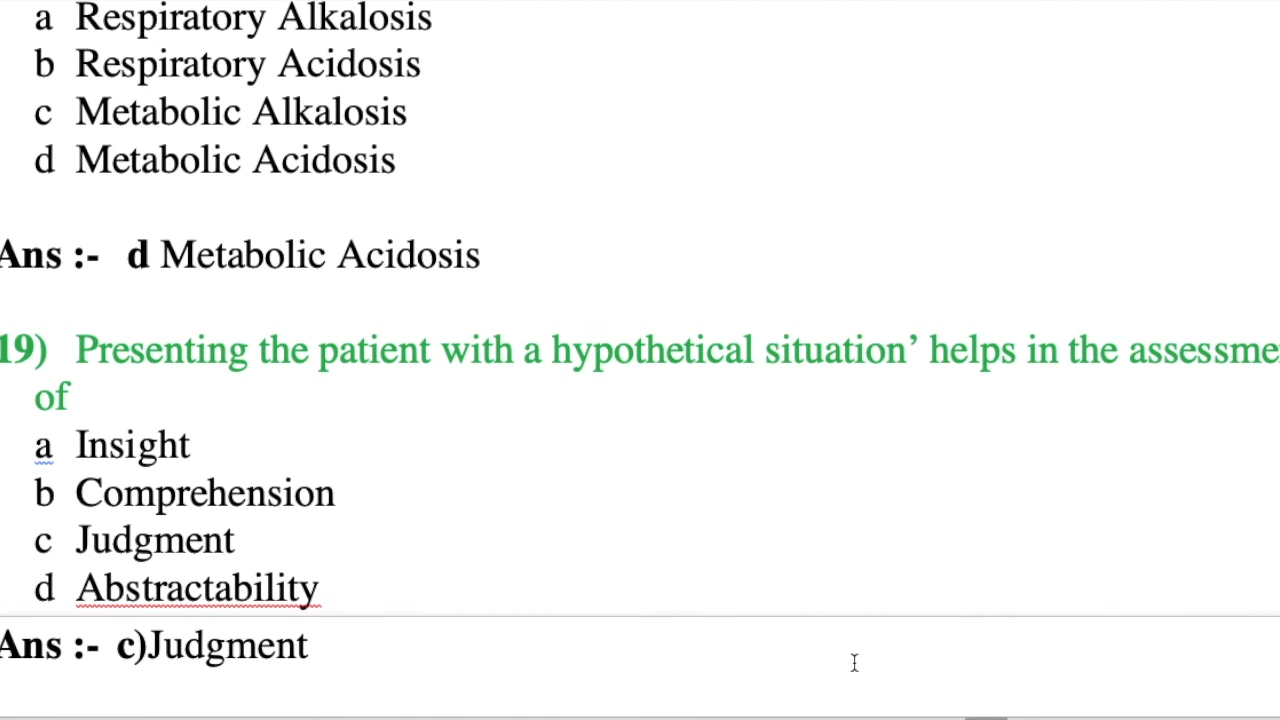 a Respiratory Alkalosis
b Respiratory Acidosis
c Metabolic Alkalosis
d Metabolic Acidosis
Ans :- d Metabolic Acidosis
19) Presenting the patient with a hypothetical situation’ helps in the assessme
of
a Insight
b Comprehension
c Judgment
d Abstractability
Ans :- c)Judgment